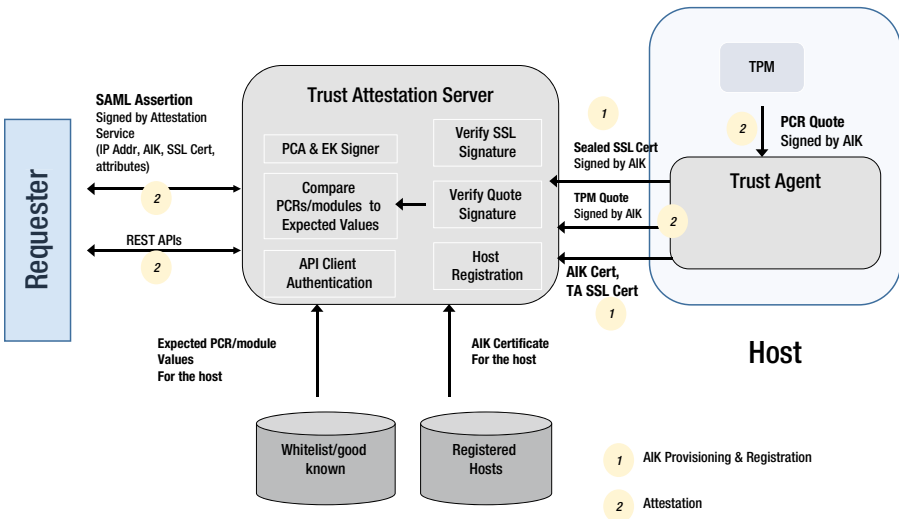 SAML Assertion
Signed by Attestation
Service
(IP Addr, AIK, SSL Cert,
attributes)
2
REST APIs
2
Requester
Trust Attestation Server
PCA & EK Signer
Compare
PCRs/modules to
Expected Values
API Client
Authentication
Verify SSL
Signature
Verify Quote
Signature
Host
Registration
1
Sealed SSL Cert
Signed by AIK
TPM Quote
Signed by AIK
2
AIK Cert,
TA SSL Cert
1
TPM
2
PCR Quote
Signed by AIK
Trust Agent
Host
Expected PCR/module
Values
For the host
AIK Certificate
For the host
Whitelist/good
known
Registered
Hosts
1 AIK Provisioning & Registration
2 Attestation